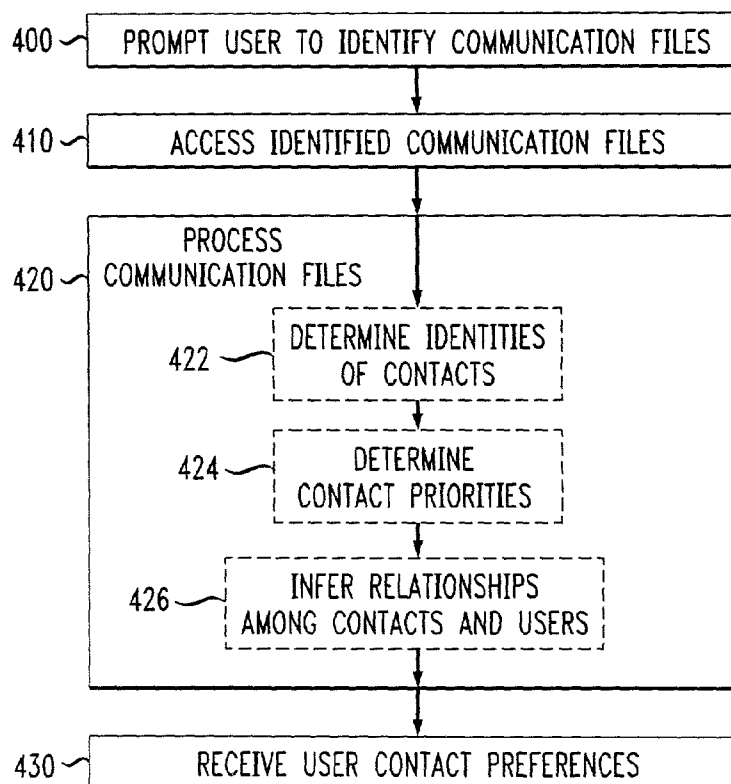 400 PROMPT USER TO IDENTIFY COMMUNICATION FILES
410 ACCESS IDENTIFIED COMMUNICATION FILES
420 PROCESS
COMMUNICATION FILES
422 DETERMINE IDENTITIES
OF CONTACTS
424 DETERMINE
CONTACT PRIORITIES
426 INFER RELATIONSHIPS
AMONG CONTACTS AND USERS
430 RECEIVE USER CONTACT PREFERENCES